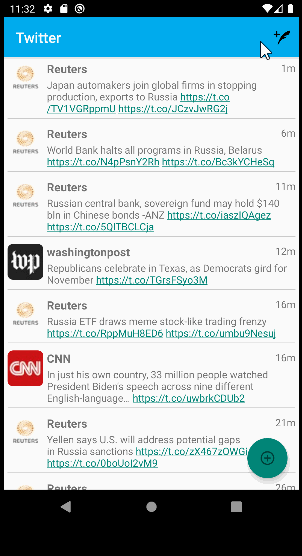 11:32
Twitter
REUTERS
Reuters 1m
Japan automakers join global firms in stopping
production, exports to Russia https://t.co
/TV1VGRppmU https://t.co/JCzvJwRG2j
REUTERS
Reuters 6m
World Bank halts all programs in Russia, Belarus
https://t.co/N4pPsnY2Rh https://t.co/Bc3kYCHeSq
REUTERS
Reuters 11m
Russian central bank, sovereign fund may hold $140
bln in Chinese bonds -ANZ https://t.co/iaszIQAgez
https://t.co/5QITBCLCja
wp
washingtonpost 12m
Republicans celebrate in Texas, as Democrats gird for
November https://t.co/TGrsFSyo3M
REUTERS
Reuters 16m
Russia ETF draws meme stock-like trading frenzy
https://t.co/RppMuH8ED6 https://t.co/umbu9Nesuj
CNN
CNN 16m
In just his own country, 33 million people watched
President Biden's speech across nine different
English-language... https://t.co/uwbrkCDUb2
REUTERS
Reuters 21m
Yellen says U.S. will address potential gaps
in Russia sanctions https://t.co/zX467zOWGi
https://t.co/0boUoI2vM9
Reuters 26m